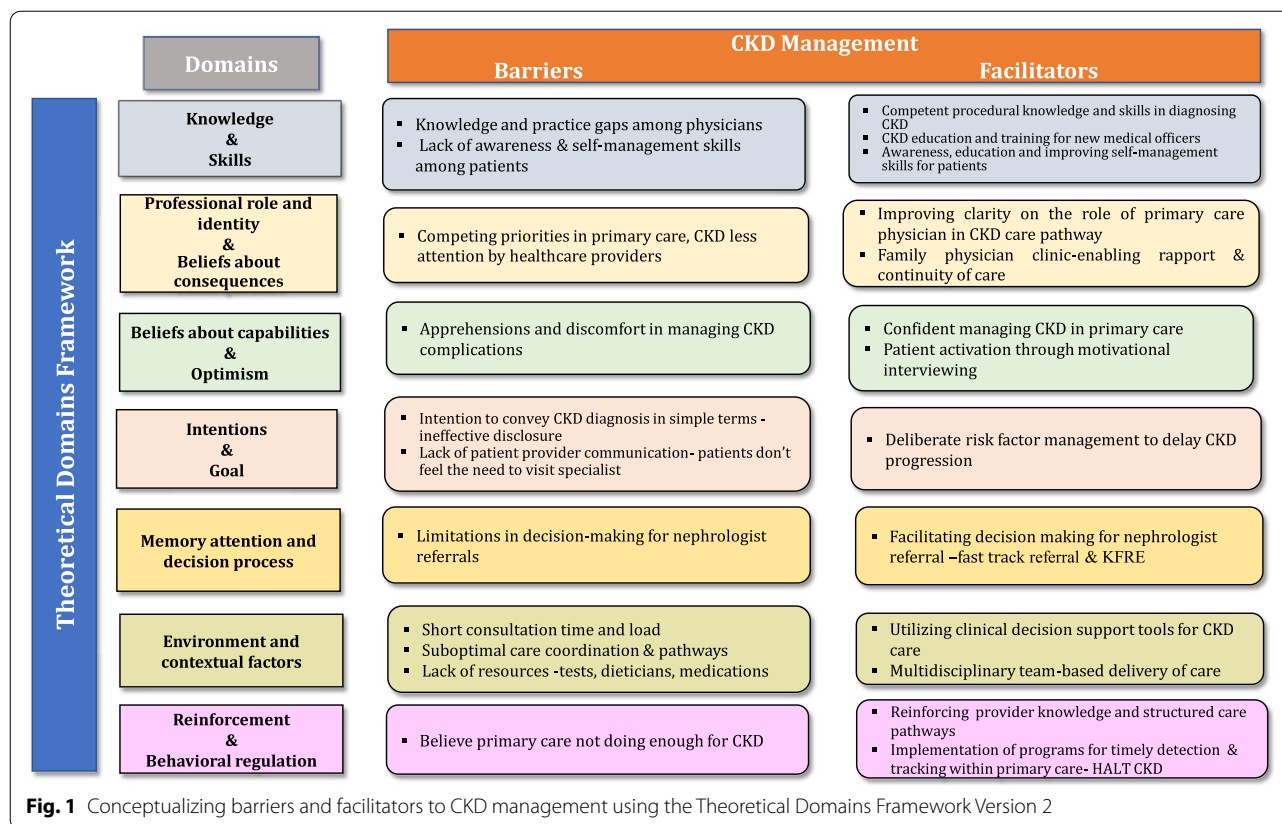 CKD Management
Domains
Barriers
Facilitators
Theoretical Domains Framework
Knowledge
&
Skills
▪ Knowledge and practice gaps among physicians
▪ Lack of awareness & self-management skills
among patients
▪ Competent procedural knowledge and skills in diagnosing
CKD
▪ CKD education and training for new medical officers
▪ Awareness, education and improving self-management
skills for patients
Professional role and
identity
&
Beliefs about
consequences
▪ Competing priorities in primary care, CKD less
attention by healthcare providers
▪ Improving clarity on the role of primary care
physician in CKD care pathway
▪ Family physician clinic-enabling rapport &
continuity of care
Beliefs about capabilities
&
Optimism
▪ Apprehensions and discomfort in managing CKD
complications
▪ Confident managing CKD in primary care
▪ Patient activation through motivational
interviewing
Intentions
&
Goal
▪ Intention to convey CKD diagnosis in simple terms -
ineffective disclosure
▪ Lack of patient provider communication- patients don't
feel the need to visit specialist
▪ Deliberate risk factor management to delay CKD
progression
Memory attention and
decision process
▪ Limitations in decision-making for nephrologist
referrals
▪ Facilitating decision making for nephrologist
referral –fast track referral & KFRE
Environment and
contextual factors
▪ Short consultation time and load
▪ Suboptimal care coordination & pathways
▪ Lack of resources -tests, dieticians, medications
▪ Utilizing clinical decision support tools for CKD
care
▪ Multidisciplinary team-based delivery of care
Reinforcement
&
Behavioral regulation
▪ Believe primary care not doing enough for CKD
▪ Reinforcing provider knowledge and structured care
pathways
▪ Implementation of programs for timely detection &
tracking within primary care- HALT CKD
Fig. 1 Conceptualizing barriers and facilitators to CKD management using the Theoretical Domains Framework Version 2